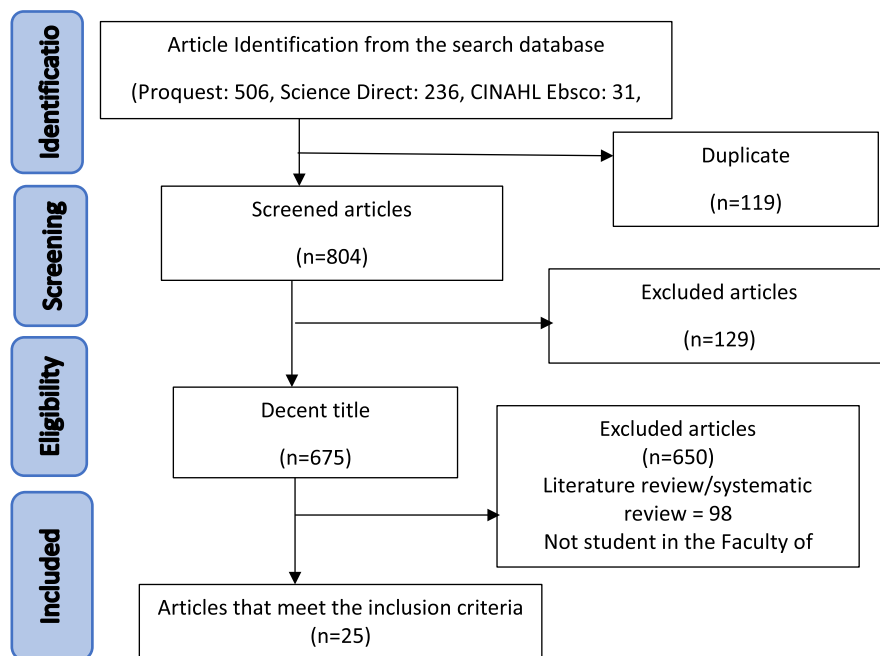 Identificatio
Article Identification from the search database
(Proquest: 506, Science Direct: 236, CINAHL Ebsco: 31,
Duplicate
(n=119)
Screening
Screened articles
(n=804)
Excluded articles
(n=129)
Eligibility
Decent title
(n=675)
Excluded articles
(n=650)
Literature review/systematic
review = 98
Not student in the Faculty of
Included
Articles that meet the inclusion criteria
(n=25)